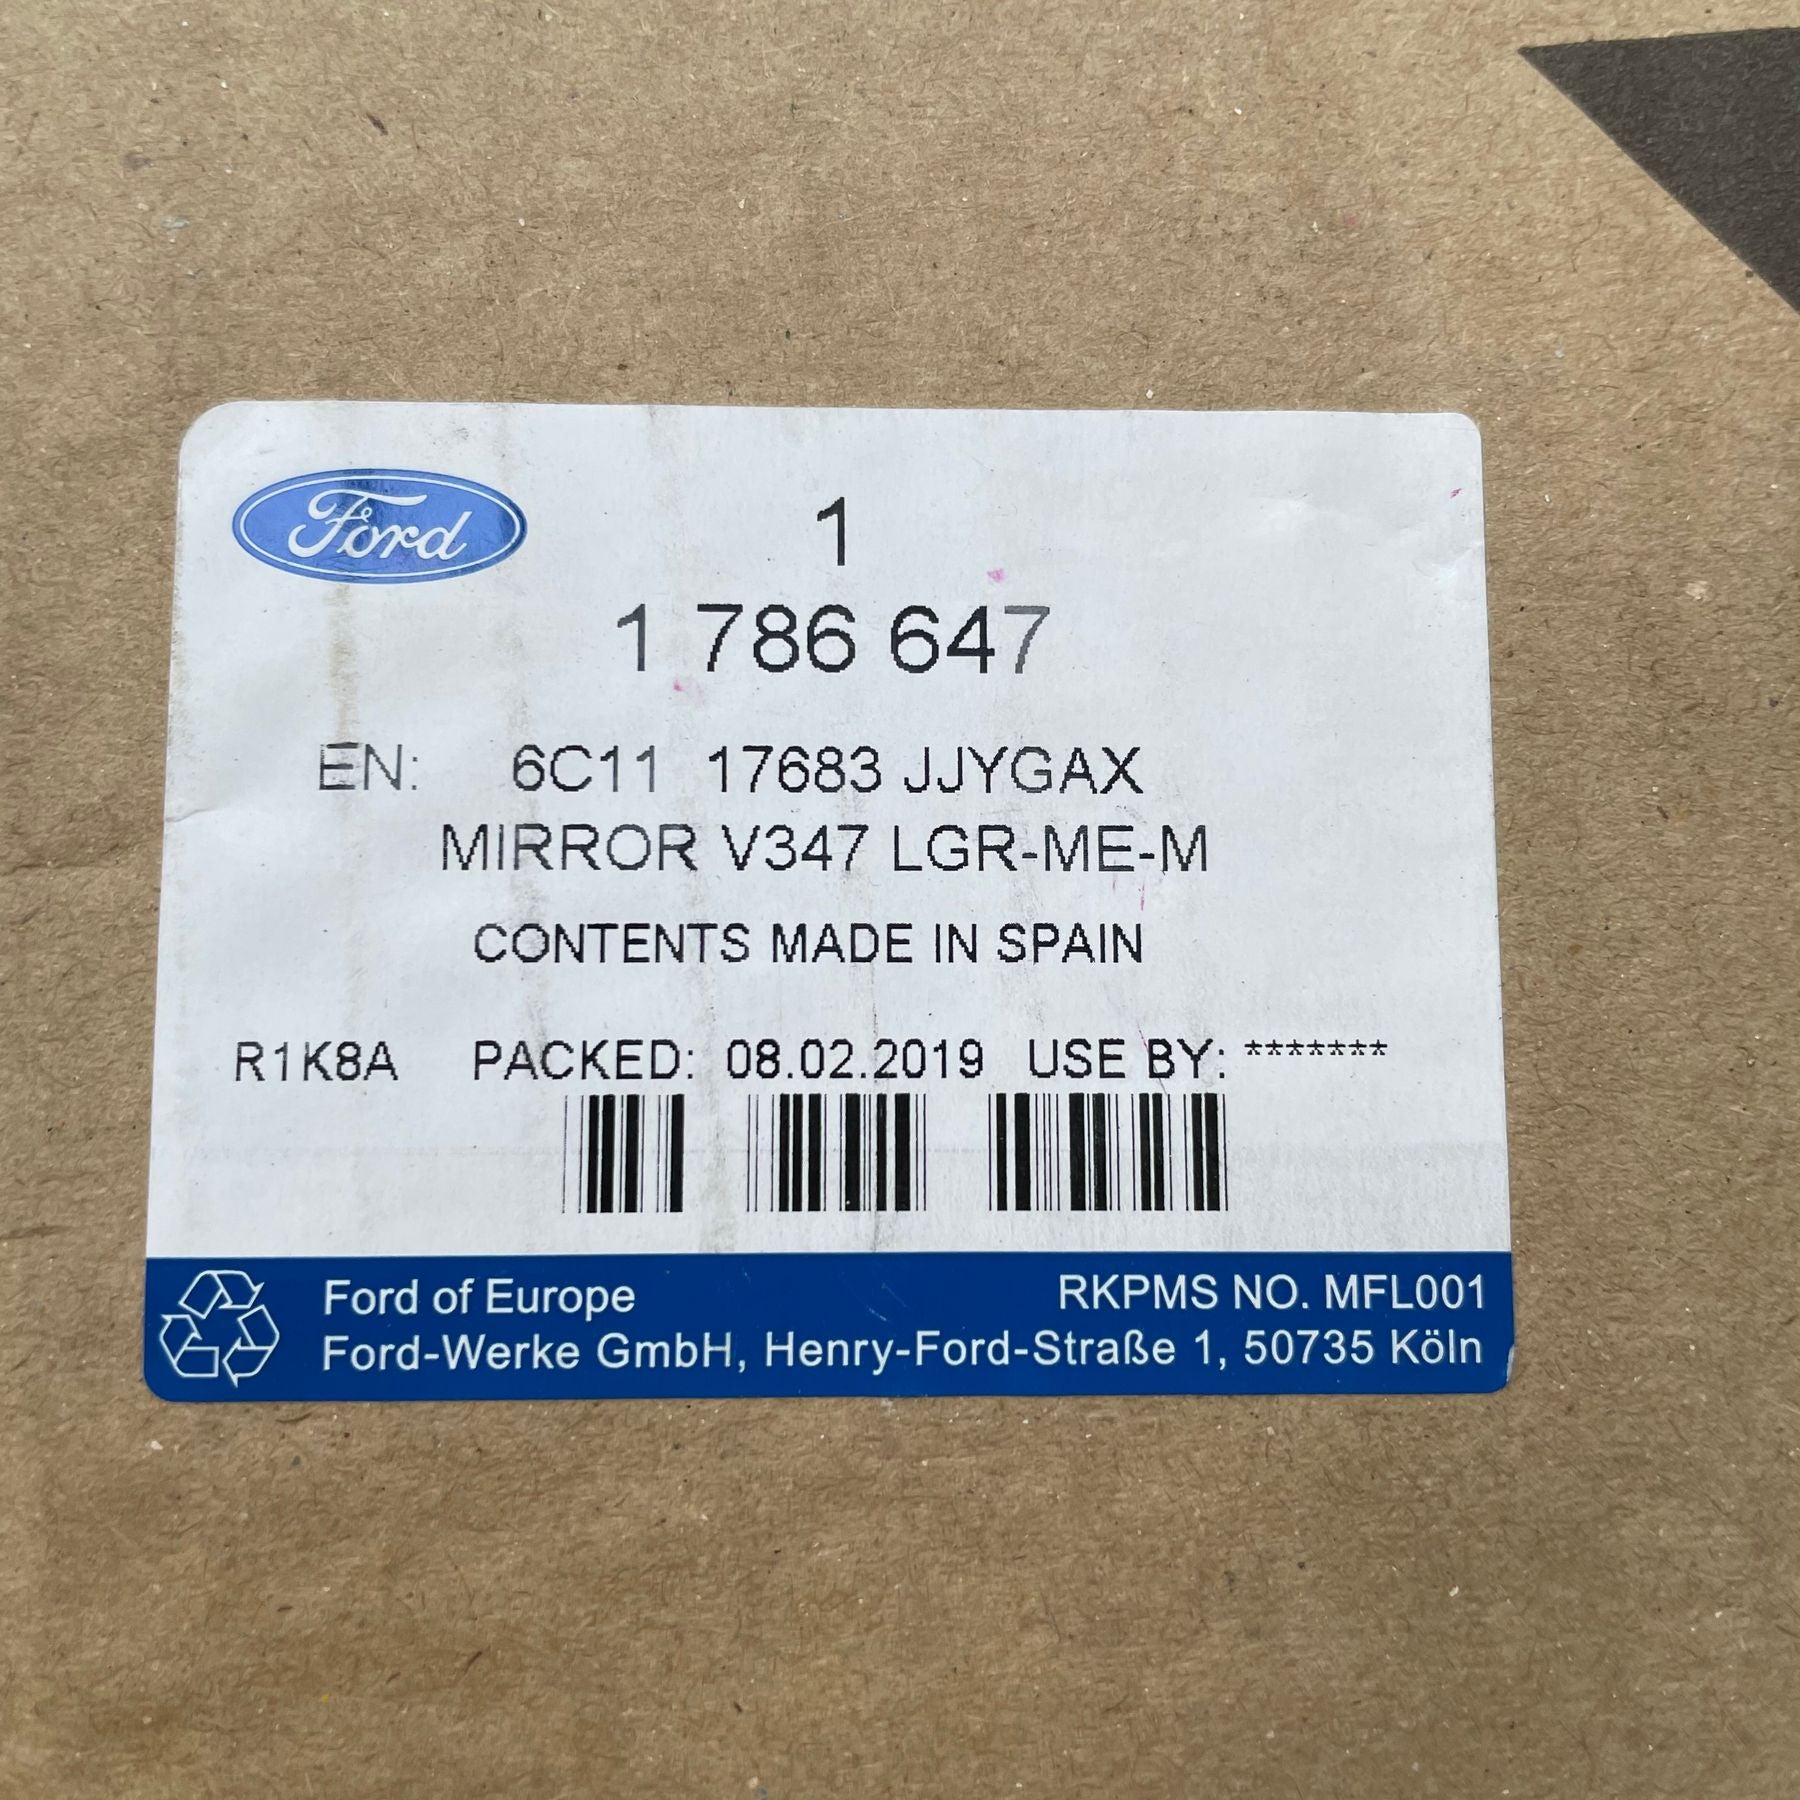 Ford
1
1 786 647
EN: 6C11 17683 JJYGAX
MIRROR V347 LGR-ME-M
CONTENTS MADE IN SPAIN
R1K8A PACKED: 08.02.2019 USE BY: *******
Ford of Europe RKPMS NO. MFL001
Ford-Werke GmbH, Henry-Ford-Straße 1, 50735 Köln